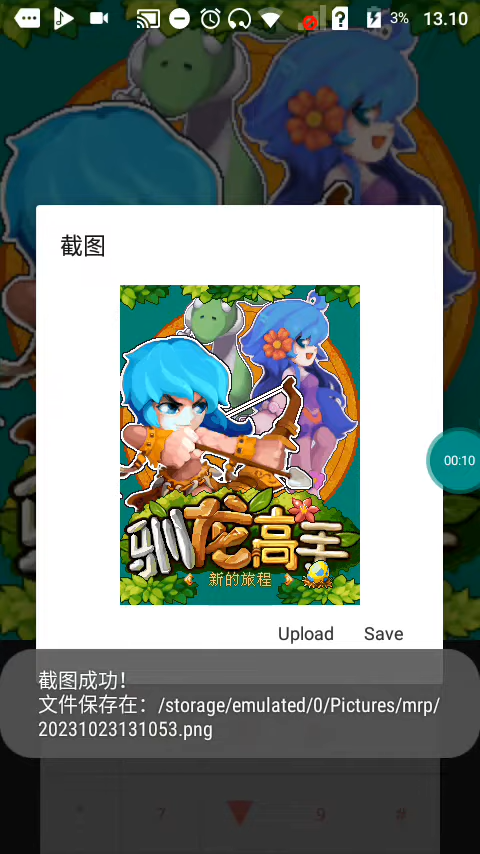 3%
13.10
截图
驯龙高手
新的旅程
00:10
Upload
Save
截图成功!
文件保存在：/storage/emulated/0/Pictures/mrp/
20231023131053.png
*
7
9
#